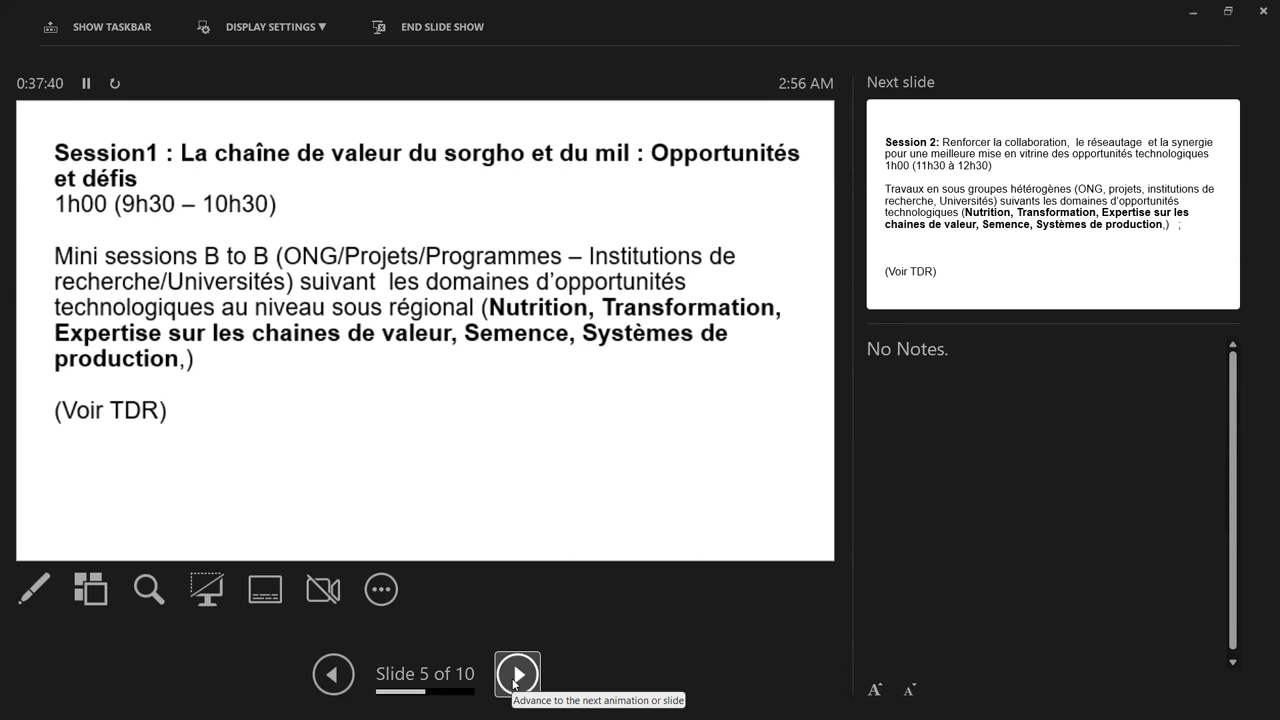 SHOW TASKBAR
DISPLAY SETTINGS ▼
END SLIDE SHOW
0:37:40
2:56 AM
Session1 : La chaîne de valeur du sorgho et du mil : Opportunités
et défis
1h00 (9h30 – 10h30)
Mini sessions B to B (ONG/Projets/Programmes – Institutions de
recherche/Universités) suivant  les domaines d’opportunités
technologiques au niveau sous régional (Nutrition, Transformation,
Expertise sur les chaines de valeur, Semence, Systèmes de
production,)
(Voir TDR)
Slide 5 of 10
Advance to the next animation or slide
Next slide
Session 2: Renforcer la collaboration,  le réseautage  et la synergie
pour une meilleure mise en vitrine des opportunités technologiques
1h00 (11h30 à 12h30)
Travaux en sous groupes hétérogènes (ONG, projets, institutions de
recherche, Universités) suivants les domaines d’opportunités
technologiques (Nutrition, Transformation, Expertise sur les
chaines de valeur, Semence, Systèmes de production,)   ;
(Voir TDR)
No Notes.
A A